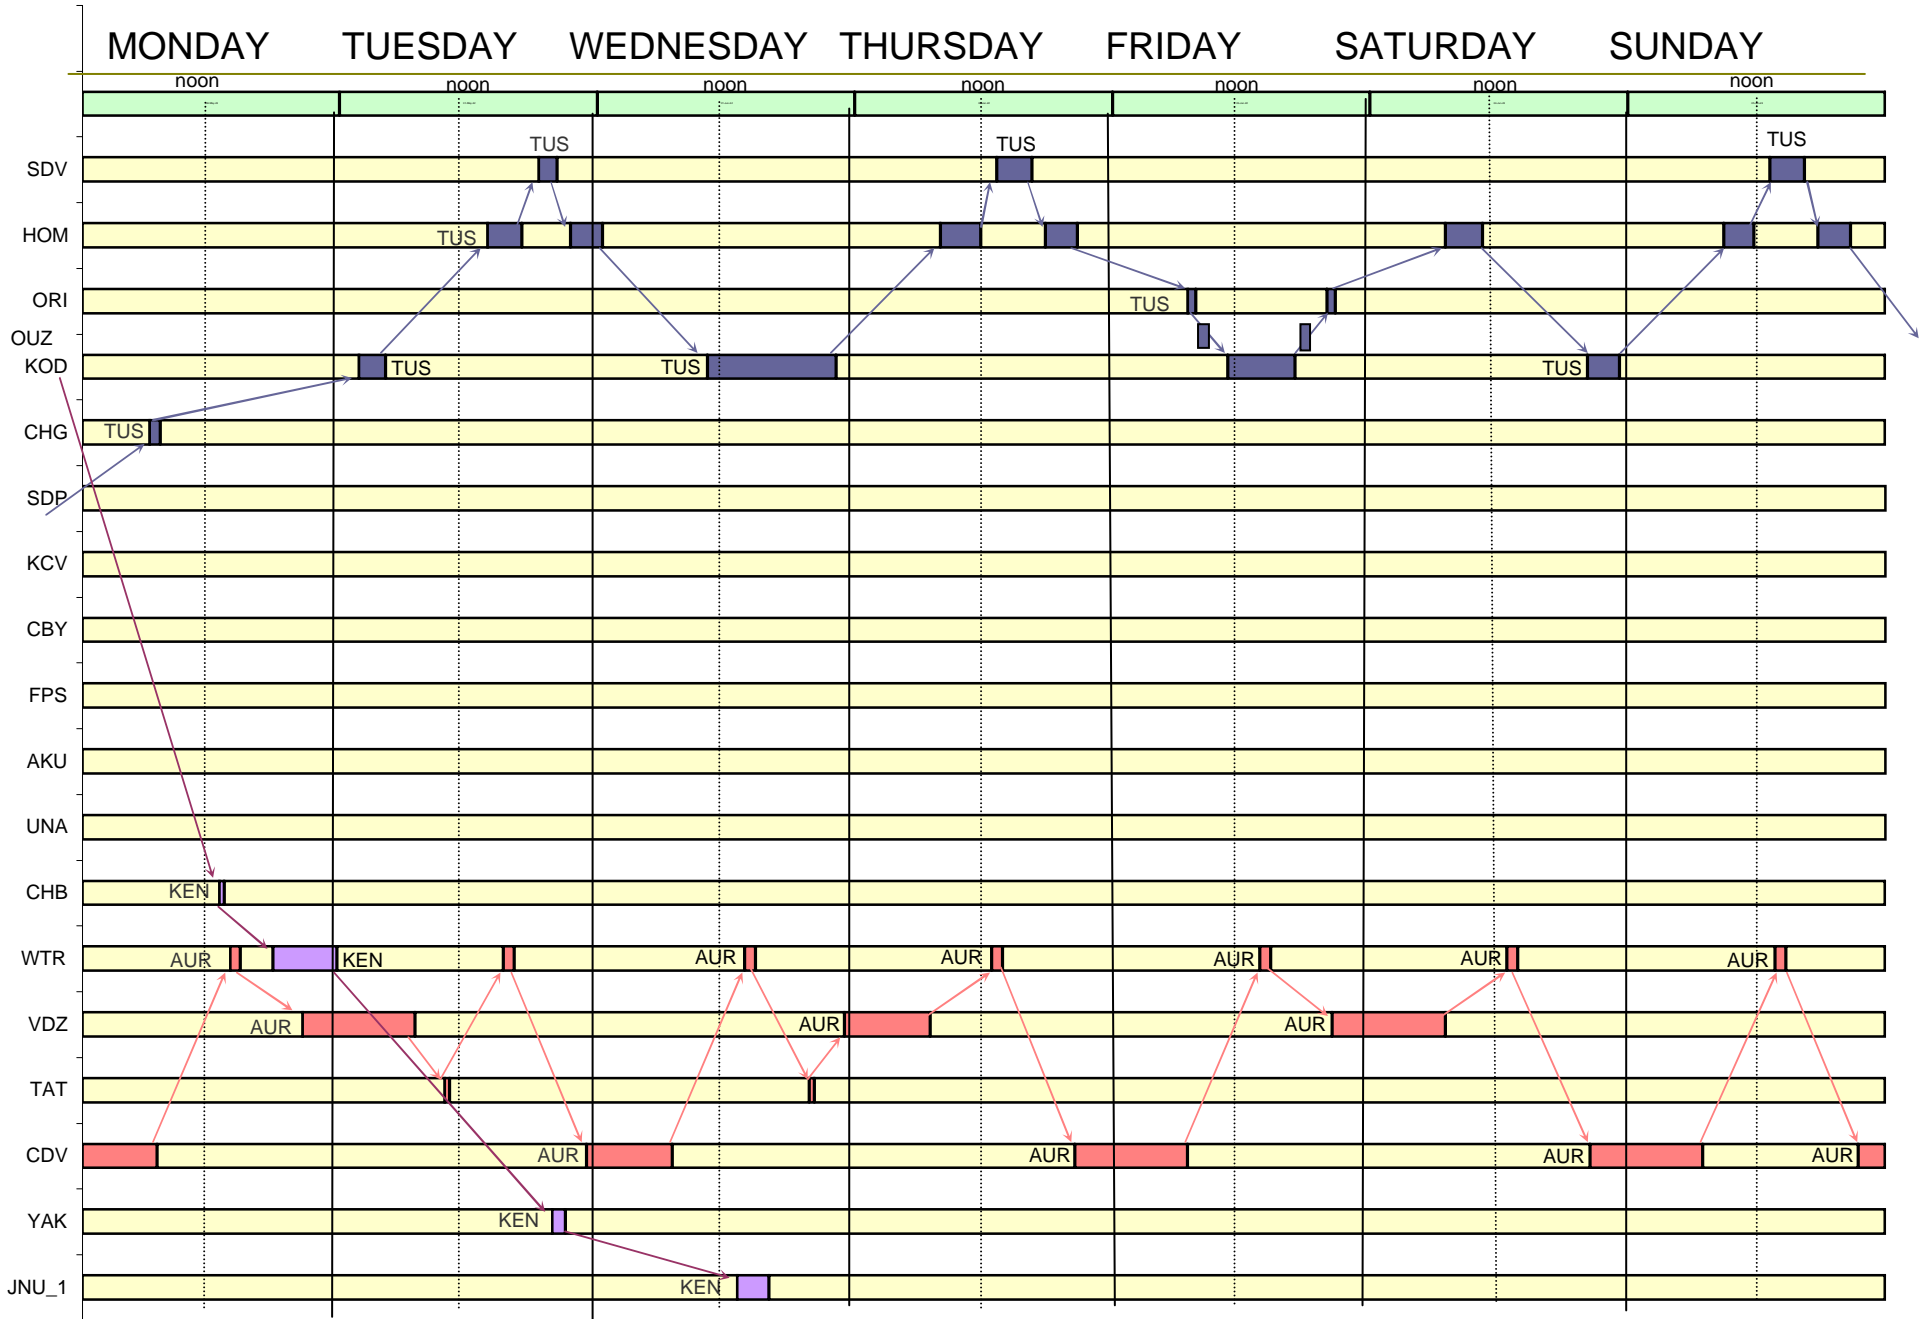 MONDAY TUESDAY WEDNESDAY THURSDAY FRIDAY SATURDAY SUNDAY
noon noon noon noon noon noon noon
TUS TUS TUS
SDV
HOM TUS
ORI TUS
OUZ
KOD TUS TUS TUS
CHG TUS
SDP
KCV
CBY
FPS
AKU
UNA
CHB KEN
WTR AUR KEN AUR AUR AUR AUR AUR
VDZ AUR AUR AUR
TAT
CDV AUR AUR AUR AUR
YAK KEN
JNU_1 KEN